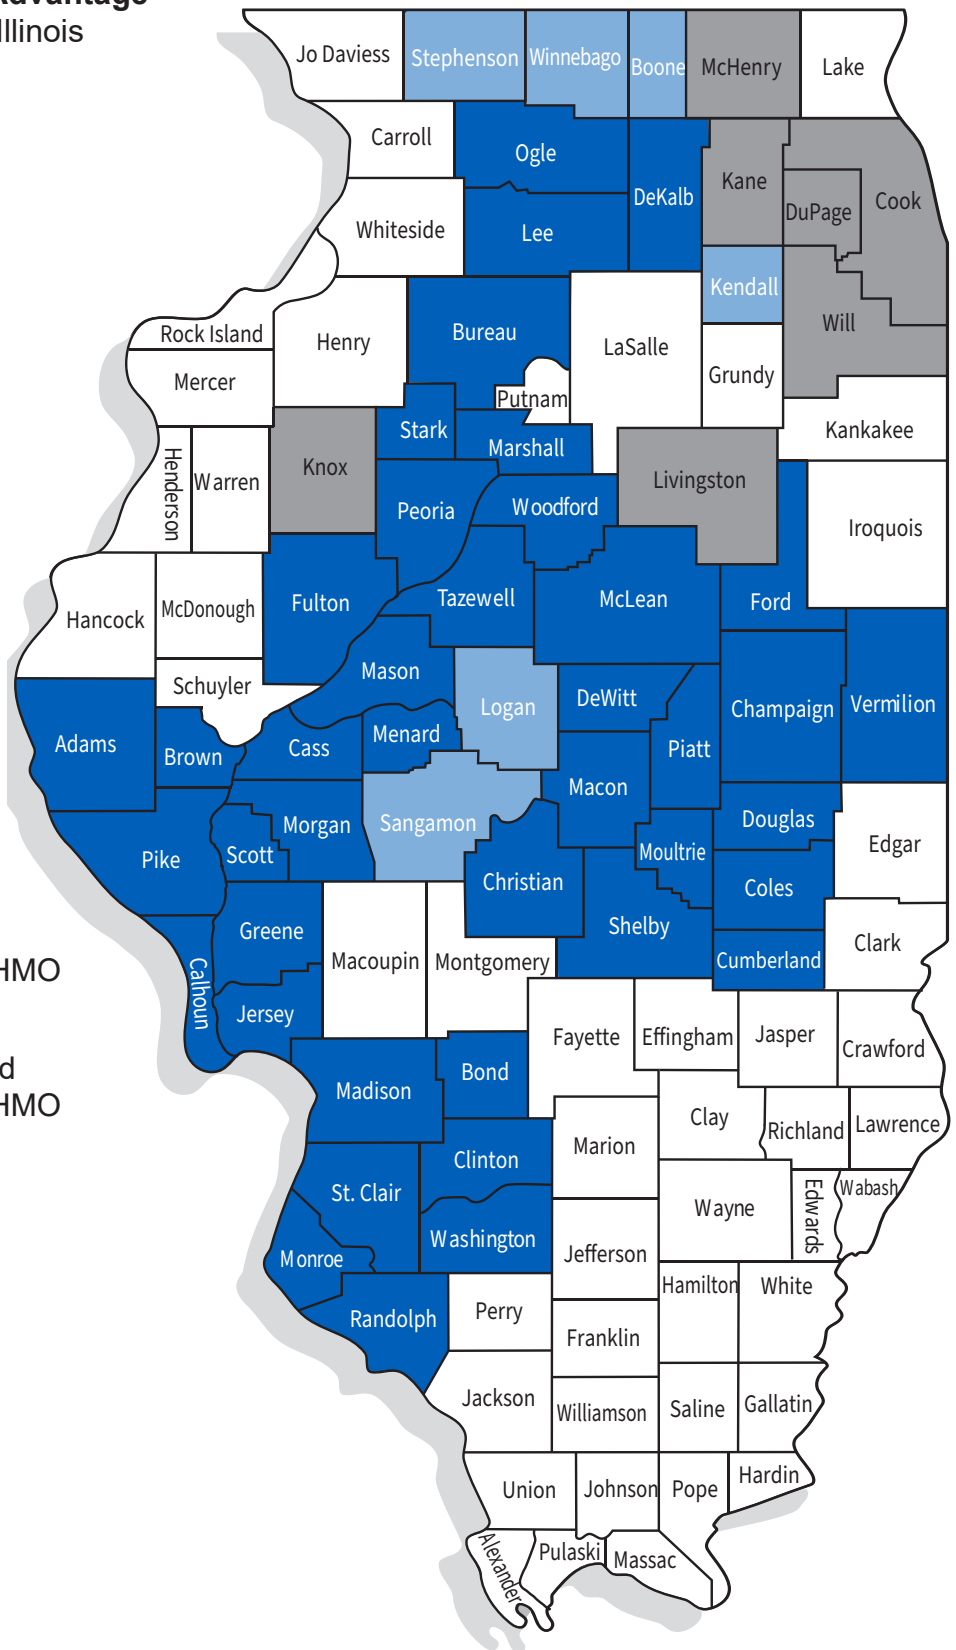 Advantage
Illinois
Jo Daviess
Stephenson
Winnebago
Boone
McHenry
Lake
Carroll
Ogle
DeKalb
Kane
DuPage
Cook
Whiteside
Lee
Kendall
Will
Rock Island
Henry
Bureau
LaSalle
Grundy
Mercer
Putnam
Kankakee
Stark
Marshall
Henderson
Warren
Knox
Livingston
Peoria
Woodford
Iroquois
Hancock
McDonough
Fulton
Tazewell
McLean
Ford
Schuyler
Mason
Logan
DeWitt
Champaign
Vermilion
Adams
Brown
Cass
Menard
Piatt
Macon
Sangamon
Morgan
Scott
Pike
Douglas
Moultrie
Edgar
Christian
Coles
Shelby
Greene
Macoupin
Montgomery
Cumberland
Clark
HMO
Calhoun
Jersey
Fayette
Effingham
Jasper
Crawford
d
HMO
Madison
Bond
Clay
Richland
Lawrence
Marion
Clinton
St. Clair
Wayne
Edwards
Wabash
Washington
Monroe
Jefferson
Hamilton
White
Randolph
Perry
Franklin
Jackson
Williamson
Saline
Gallatin
Union
Johnson
Pope
Hardin
Alexander
Pulaski
Massac